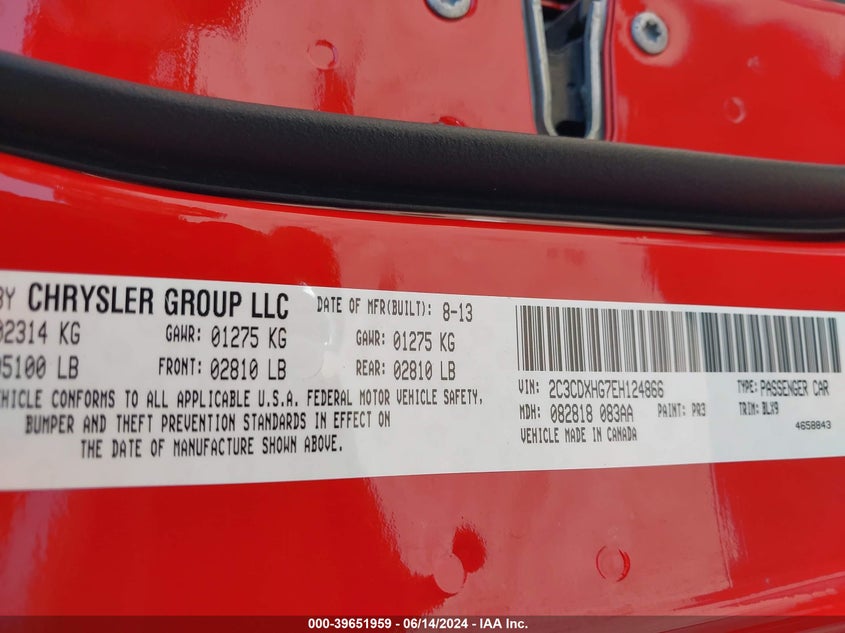 BY CHRYSLER GROUP LLC DATE OF MFR(BUILT): 8-13
02314 KG GAWR: 01275 KG GAWR: 01275 KG
05100 LB FRONT: 02810 LB REAR: 02810 LB
VEHICLE CONFORMS TO ALL APPLICABLE U.S.A. FEDERAL MOTOR VEHICLE SAFETY,
BUMPER AND THEFT PREVENTION STANDARDS IN EFFECT ON
THE DATE OF MANUFACTURE SHOWN ABOVE.
VIN: 2C3CDXHG7EH124866 TYPE: PASSENGER CAR
MDH: 082818 083AA PAINT: PR3 TRIM: BLX9
VEHICLE MADE IN CANADA 4658843
000-39651959 - 06/14/2024 - IAA Inc.